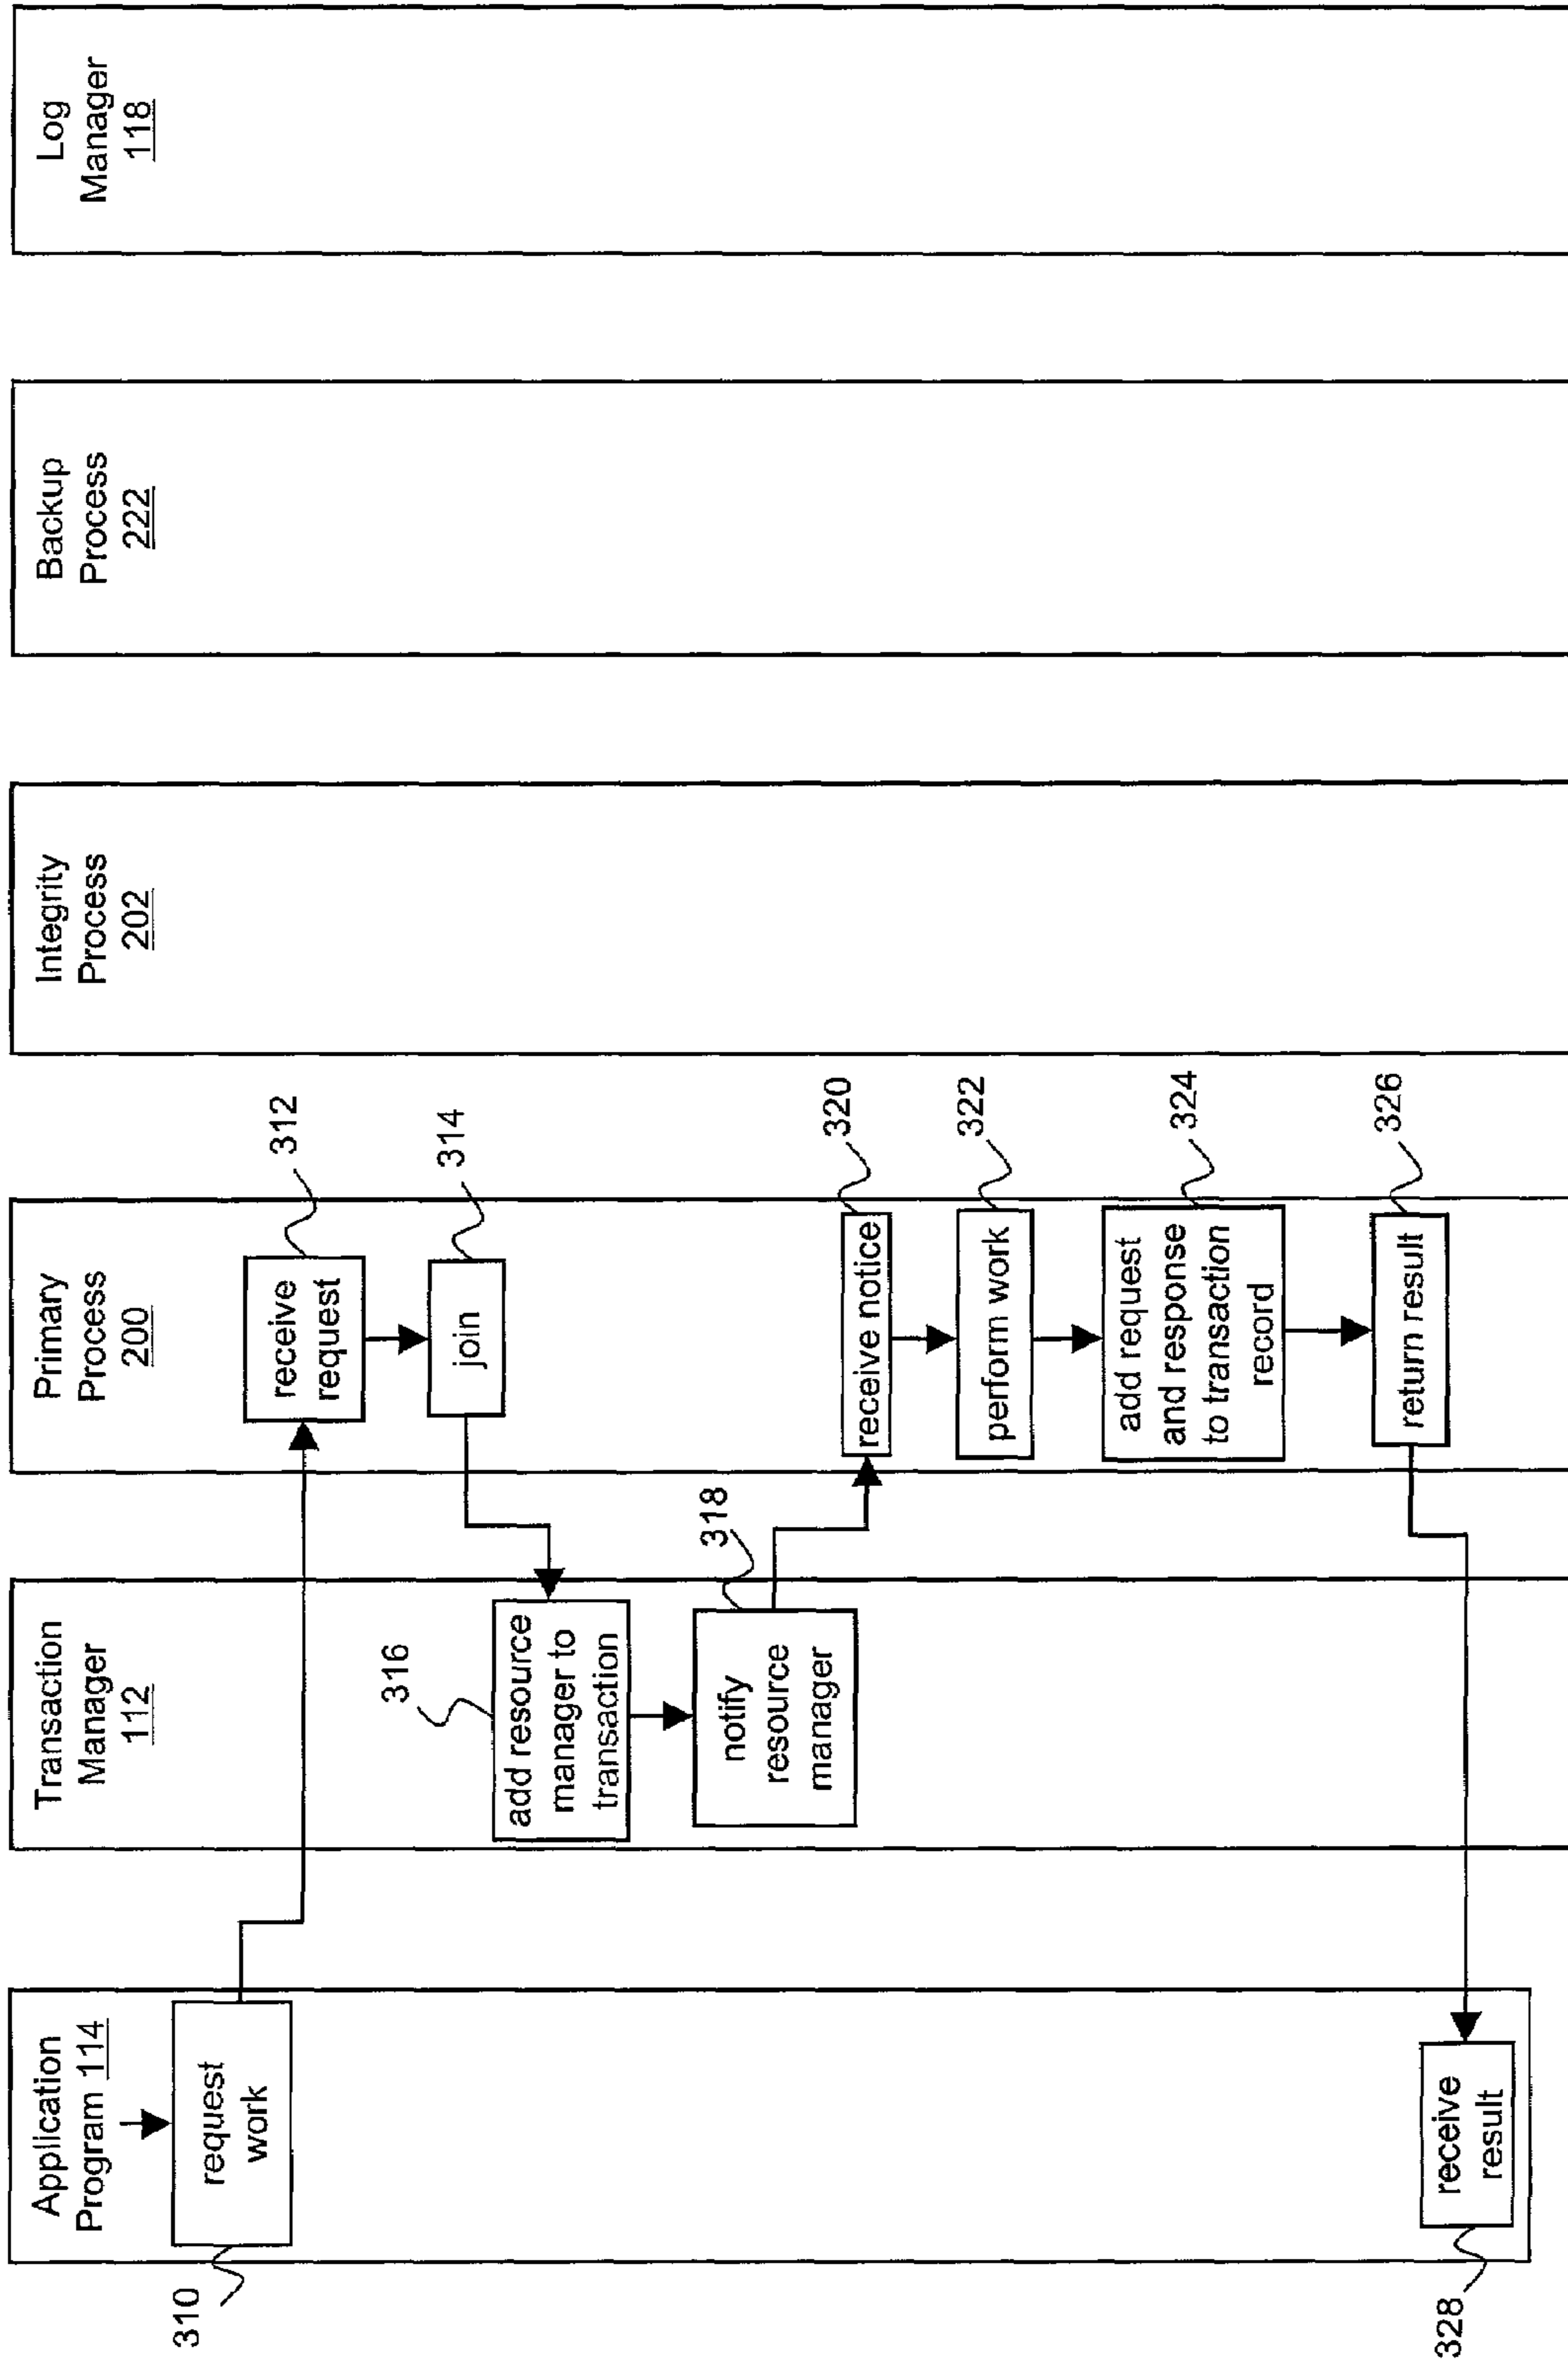 Application
Program 114
Transaction
Manager
112
Primary
Process
200
Integrity
Process
202
Backup
Process
222
Log
Manager
118
310
request
work
receive
request
312
join
314
316
add resource
manager to
transaction
notify
resource
manager
318
receive notice
320
perform work
322
add request
and response
to transaction
record
324
return result
326
receive
result
328